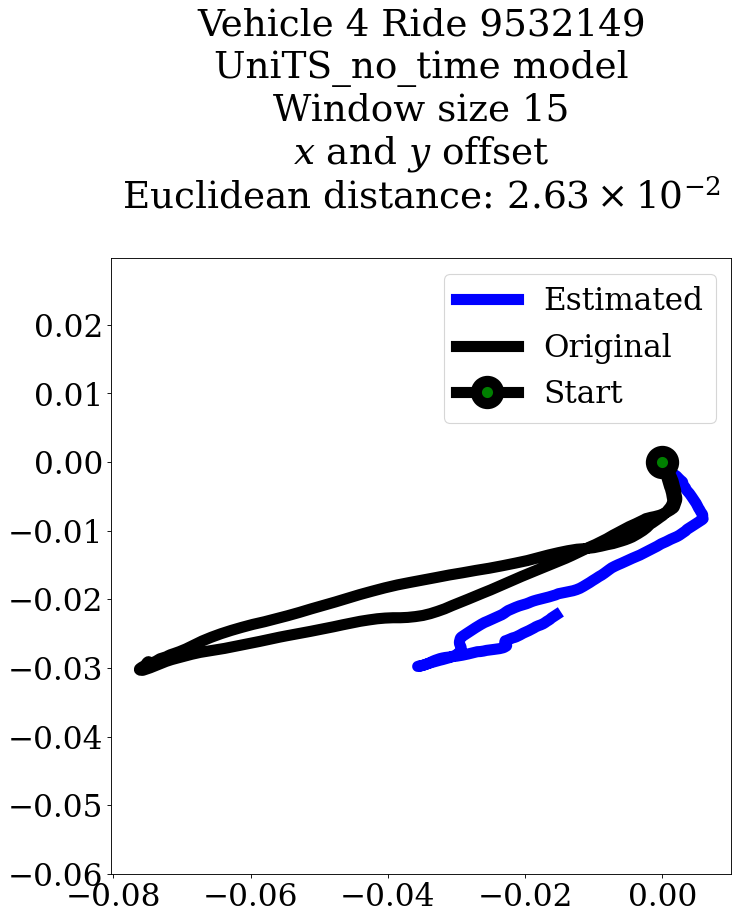 Vehicle 4 Ride 9532149
UniTS_no_time model
Window size 15
x and y offset
Euclidean distance: 2.63 × 10⁻²
Estimated
Original
Start
0.02
0.01
0.00
−0.01
−0.02
−0.03
−0.04
−0.05
−0.06
−0.08 −0.06 −0.04 −0.02 0.00